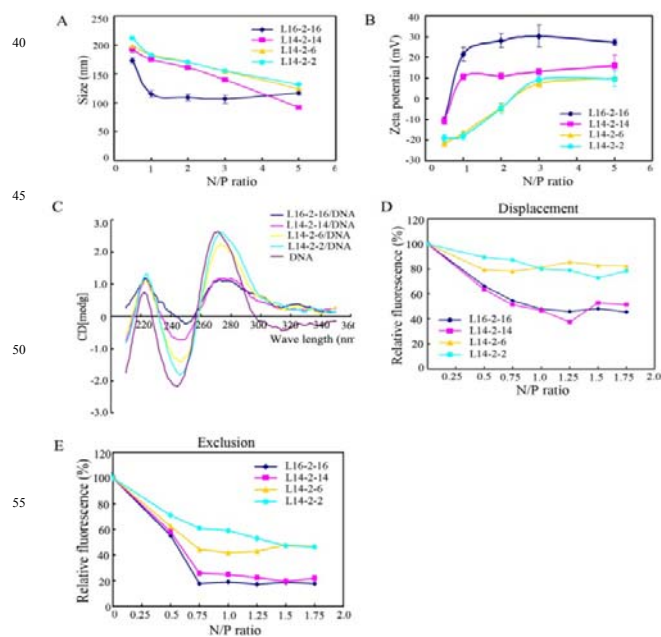 40
45
50
55
A
Size (nm)
250
200
150
100
50
0
0 1 2 3 4 5 6
N/P ratio
L16-2-16
L14-2-14
L14-2-6
L14-2-2
B
Zeta potential (mV)
40
30
20
10
0
-10
-20
-30
0 1 2 3 4 5 6
N/P ratio
L16-2-16
L14-2-14
L14-2-6
L14-2-2
C
CD[modg]
3.0
2.0
1.0
0
-1.0
-2.0
-3.0
220 240 260 280 300 320 340 36
Wave length (nm
L16-2-16/DNA
L14-2-14/DNA
L14-2-6/DNA
L14-2-2/DNA
DNA
D
Displacement
Relative fluorescence (%)
120
100
80
60
40
20
0
0.25 0.5 0.75 1.0 1.25 1.5 1.75 2.0
N/P ratio
L16-2-16
L14-2-14
L14-2-6
L14-2-2
E
Exclusion
Relative fluorescence (%)
120
100
80
60
40
20
0
0 0.25 0.5 0.75 1.0 1.25 1.5 1.75 2.0
N/P ratio
L16-2-16
L14-2-14
L14-2-6
L14-2-2